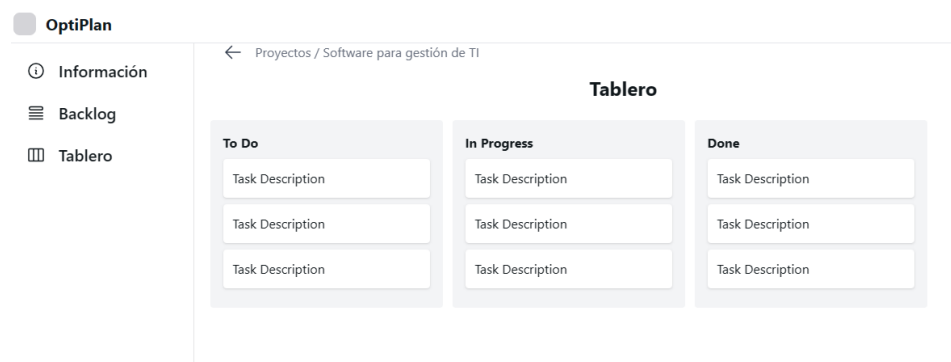 OptiPlan
Información
Backlog
Tablero
Proyectos / Software para gestión de TI
Tablero
To Do
Task Description
Task Description
Task Description
In Progress
Task Description
Task Description
Task Description
Done
Task Description
Task Description
Task Description